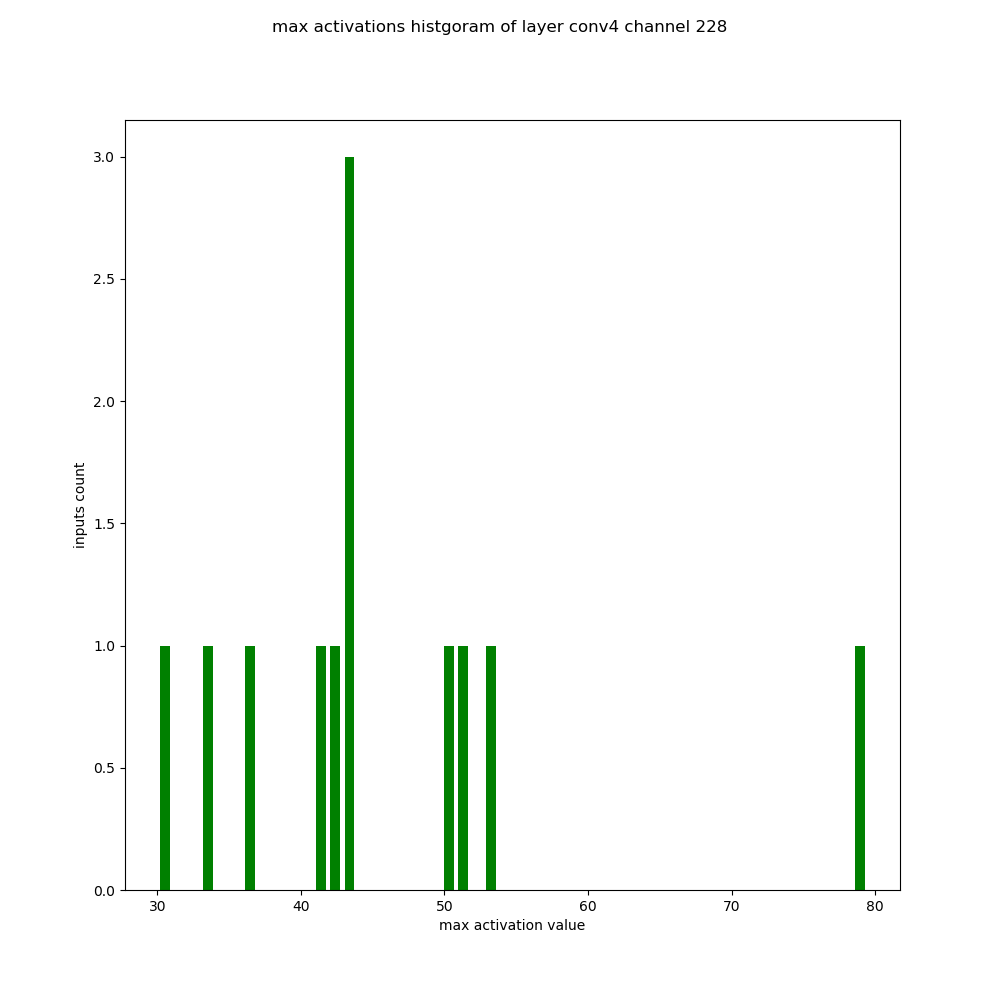 max activations histgoram of layer conv4 channel 228
3.0
2.5
2.0
1.5
1.0
0.5
0.0
inputs count
30 40 50 60 70 80
max activation value